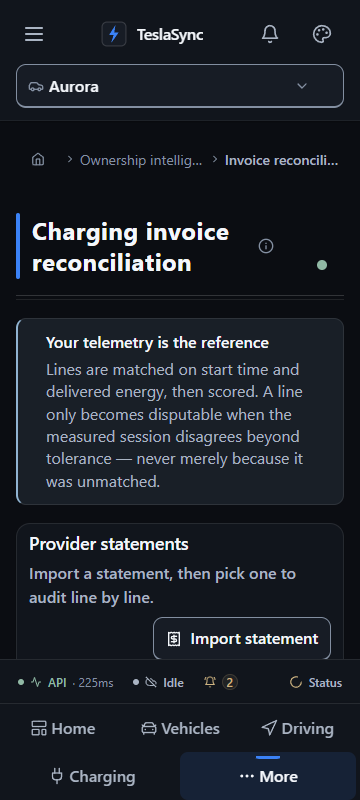 TeslaSync
Aurora
Ownership intellig... Invoice reconcili...
Charging invoice
reconciliation
Your telemetry is the reference
Lines are matched on start time and
delivered energy, then scored. A line
only becomes disputable when the
measured session disagrees beyond
tolerance — never merely because it
was unmatched.
Provider statements
Import a statement, then pick one to
audit line by line.
Import statement
API · 225ms Idle 2 Status
Home Vehicles Driving
Charging More